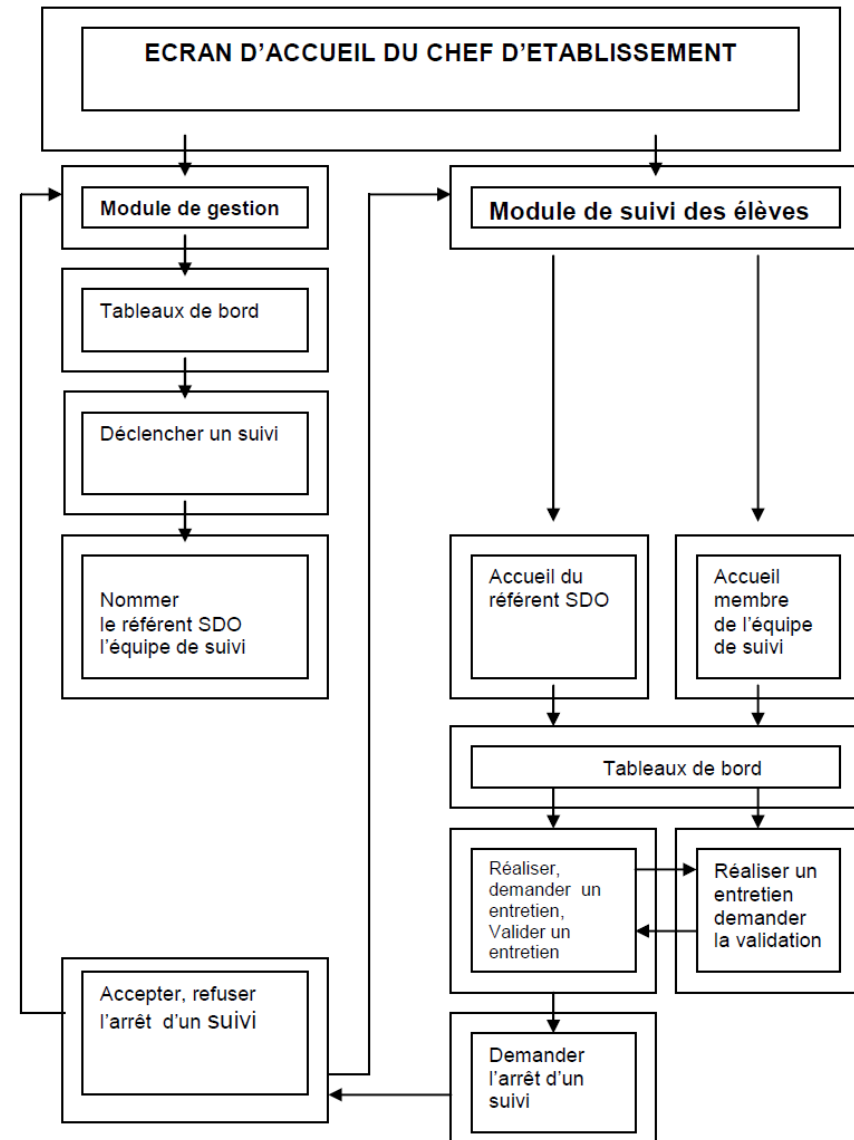 ECRAN D'ACCUEIL DU CHEF D'ETABLISSEMENT
Module de gestion
Module de suivi des élèves
Tableaux de bord
Déclencher un suivi
Nommer
le référent SDO
l'équipe de suivi
Accueil du
référent SDO
Accueil
membre
de l'équipe
de suivi
Tableaux de bord
Réaliser,
demander un
entretien,
Valider un
entretien
Réaliser un
entretien
demander
la validation
Accepter, refuser
l'arrêt d'un suivi
Demander
l'arrêt d'un
suivi